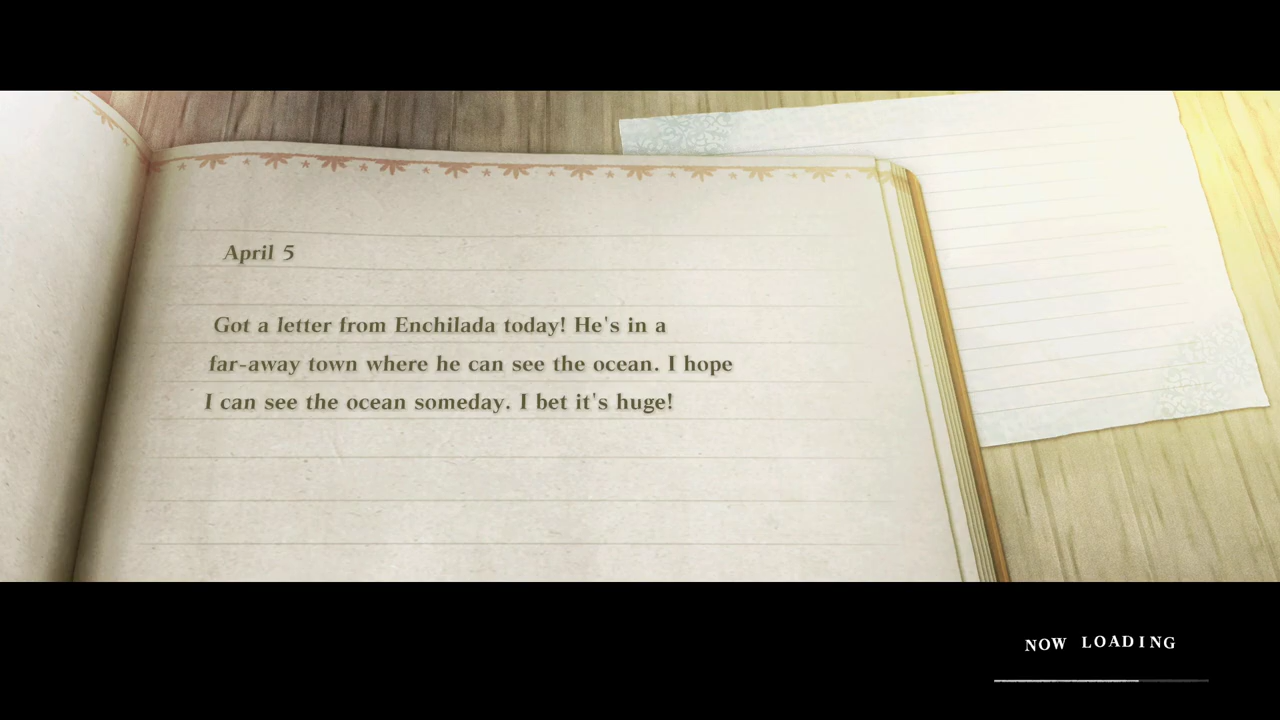 April 5
Got a letter from Enchilada today! He's in a
far-away town where he can see the ocean. I hope
I can see the ocean someday. I bet it's huge!
NOW LOADING